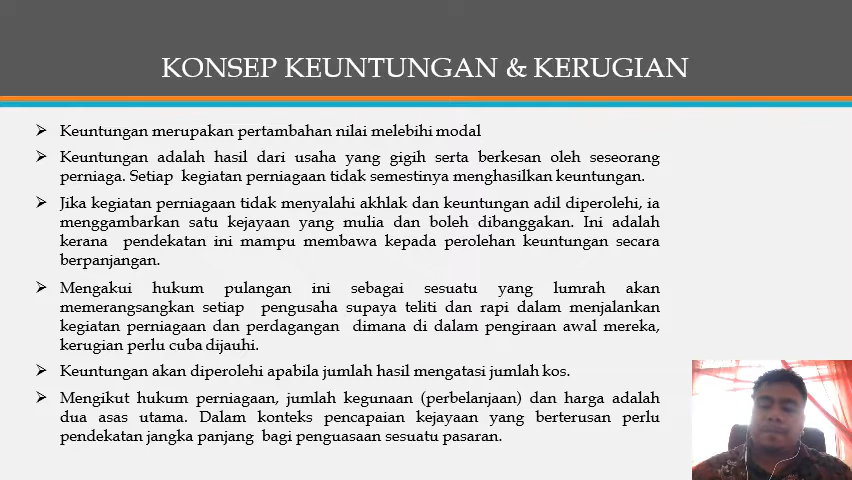 KONSEP KEUNTUNGAN & KERUGIAN
Keuntungan merupakan pertambahan nilai melebihi modal
Keuntungan adalah hasil dari usaha yang gigih serta berkesan oleh seseorang
perniaga. Setiap kegiatan perniagaan tidak semestinya menghasilkan keuntungan.
Jika kegiatan perniagaan tidak menyalahi akhlak dan keuntungan adil diperolehi, ia
menggambarkan satu kejayaan yang mulia dan boleh dibanggakan. Ini adalah
kerana pendekatan ini mampu membawa kepada perolehan keuntungan secara
berpanjangan.
Mengakui hukum pulangan ini sebagai sesuatu yang lumrah akan
memerangsangkan setiap pengusaha supaya teliti dan rapi dalam menjalankan
kegiatan perniagaan dan perdagangan dimana di dalam pengiraan awal mereka,
kerugian perlu cuba dijauhi.
Keuntungan akan diperolehi apabila jumlah hasil mengatasi jumlah kos.
Mengikut hukum perniagaan, jumlah kegunaan (perbelanjaan) dan harga adalah
dua asas utama. Dalam konteks pencapaian kejayaan yang berterusan perlu
pendekatan jangka panjang bagi penguasaan sesuatu pasaran.